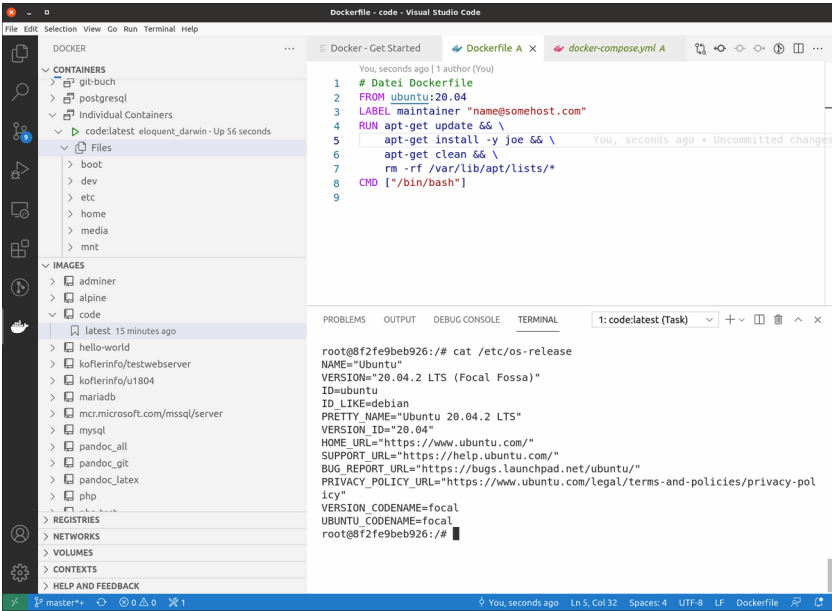 Dockerfile - code - Visual Studio Code
File Edit Selection View Go Run Terminal Help
DOCKER
CONTAINERS
git-buch
postgresql
Individual Containers
code:latest eloquent_darwin - Up 56 seconds
Files
boot
dev
etc
home
media
mnt
IMAGES
adminer
alpine
code
latest 15 minutes ago
hello-world
koflerinfo/testwebserver
koflerinfo/u1804
mariadb
mcr.microsoft.com/mssql/server
mysql
pandoc_all
pandoc_git
pandoc_latex
php
REGISTRIES
NETWORKS
VOLUMES
CONTEXTS
HELP AND FEEDBACK
Docker - Get Started
Dockerfile A
docker-compose.yml A
You, seconds ago | 1 author (You)
1 # Datei Dockerfile
2 FROM ubuntu:20.04
3 LABEL maintainer "name@somehost.com"
4 RUN apt-get update && \
5 apt-get install -y joe && \ You, seconds ago • Uncommitted changes
6 apt-get clean && \
7 rm -rf /var/lib/apt/lists/*
8 CMD ["/bin/bash"]
9
PROBLEMS OUTPUT DEBUG CONSOLE TERMINAL 1: code:latest (Task)
root@8f2fe9beb926:/# cat /etc/os-release
NAME="Ubuntu"
VERSION="20.04.2 LTS (Focal Fossa)"
ID=ubuntu
ID_LIKE=debian
PRETTY_NAME="Ubuntu 20.04.2 LTS"
VERSION_ID="20.04"
HOME_URL="https://www.ubuntu.com/"
SUPPORT_URL="https://help.ubuntu.com/"
BUG_REPORT_URL="https://bugs.launchpad.net/ubuntu/"
PRIVACY_POLICY_URL="https://www.ubuntu.com/legal/terms-and-policies/privacy-pol
icy"
VERSION_CODENAME=focal
UBUNTU_CODENAME=focal
root@8f2fe9beb926:/#
master*+ 0 0 1 You, seconds ago Ln 5, Col 32 Spaces: 4 UTF-8 LF Dockerfile